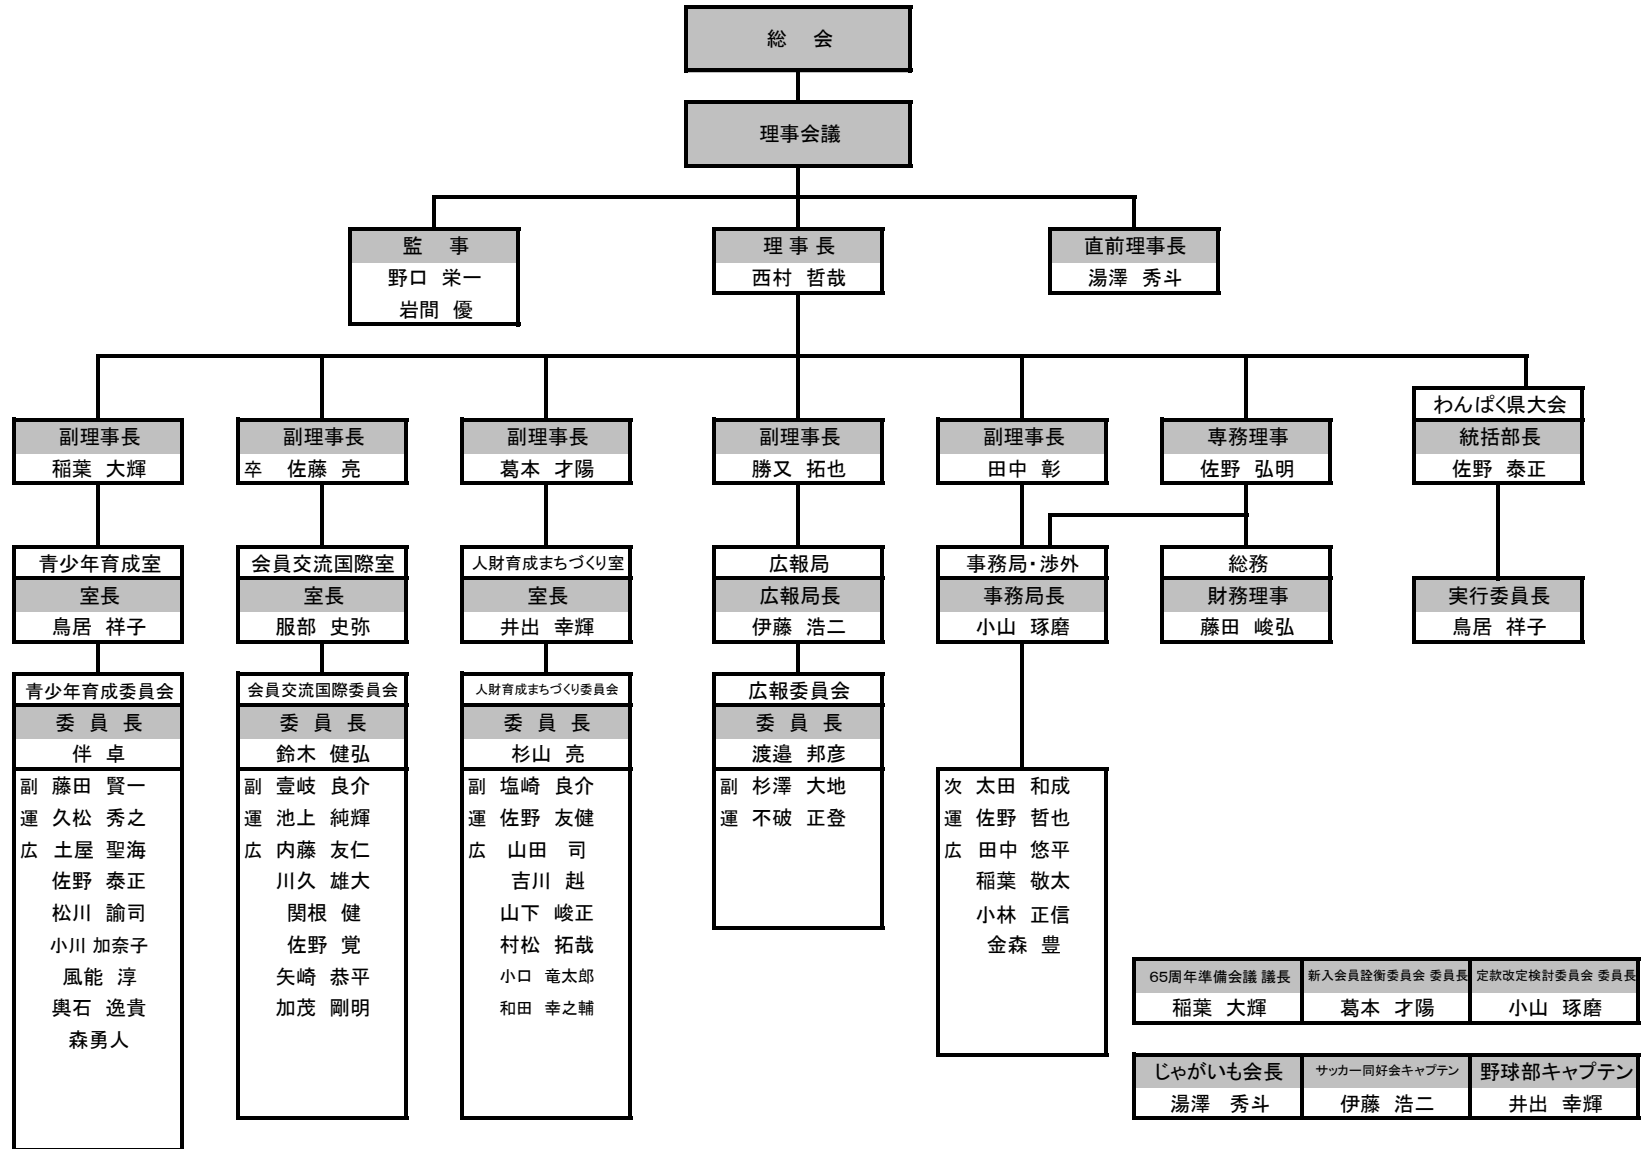 総 会
理事会議
監 事
野口 栄一
岩間 優
理 事 長
西村 哲哉
直前理事長
湯澤 秀斗
副理事長
稲葉 大輝
青少年育成室
室長
鳥居 祥子
青少年育成委員会
委 員 長
伴 卓
副 藤田 賢一
運 久松 秀之
広 土屋 聖海
佐野 泰正
松川 諭司
小川 加奈子
風能 淳
輿石 逸貴
森勇人
副理事長
卒 佐藤 亮
会員交流国際室
室長
服部 史弥
会員交流国際委員会
委 員 長
鈴木 健弘
副 壹岐 良介
運 池上 純輝
広 内藤 友仁
川久 雄大
関根 健
佐野 覚
矢崎 恭平
加茂 剛明
副理事長
葛本 才陽
人財育成まちづくり室
室長
井出 幸輝
人財育成まちづくり委員会
委 員 長
杉山 亮
副 塩崎 良介
運 佐野 友健
広 山田 司
吉川 赳
山下 峻正
村松 拓哉
小口 竜太郎
和田 幸之輔
副理事長
勝又 拓也
広報局
広報局長
伊藤 浩二
広報委員会
委 員 長
渡邉 邦彦
副 杉澤 大地
運 不破 正登
副理事長
田中 彰
事務局・渉外
事務局長
小山 琢磨
次 太田 和成
運 佐野 哲也
広 田中 悠平
稲葉 敬太
小林 正信
金森 豊
専務理事
佐野 弘明
総務
財務理事
藤田 峻弘
わんぱく県大会
統括部長
佐野 泰正
実行委員長
鳥居 祥子
65周年準備会議 議長
稲葉 大輝
新入会員詮衡委員会 委員長
葛本 才陽
定款改定検討委員会 委員長
小山 琢磨
じゃがいも会長
湯澤 秀斗
サッカー同好会キャプテン
伊藤 浩二
野球部キャプテン
井出 幸輝